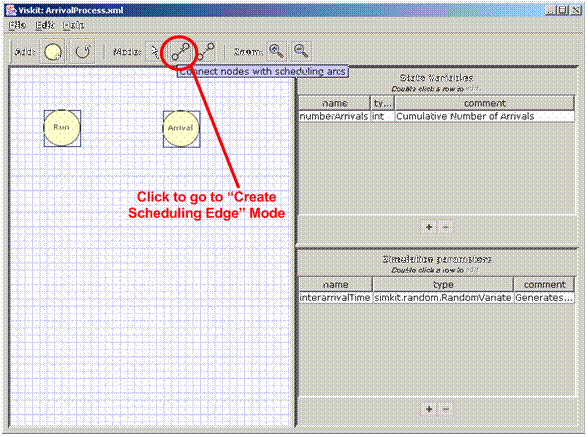 Viskit: ArrivalProcess.xml
File Edit Help
Add: Mode: Zoom:
Connect nodes with scheduling arcs
Run
Arrival
Click to go to “Create
Scheduling Edge” Mode
State Variables
Double click a row to edit
name ty... comment
numberArrivals int Cumulative Number of Arrivals
+ −
Simulation parameters
Double click a row to edit
name type comment
interarrivalTime simkit.random.RandomVariate Generates...
+ −